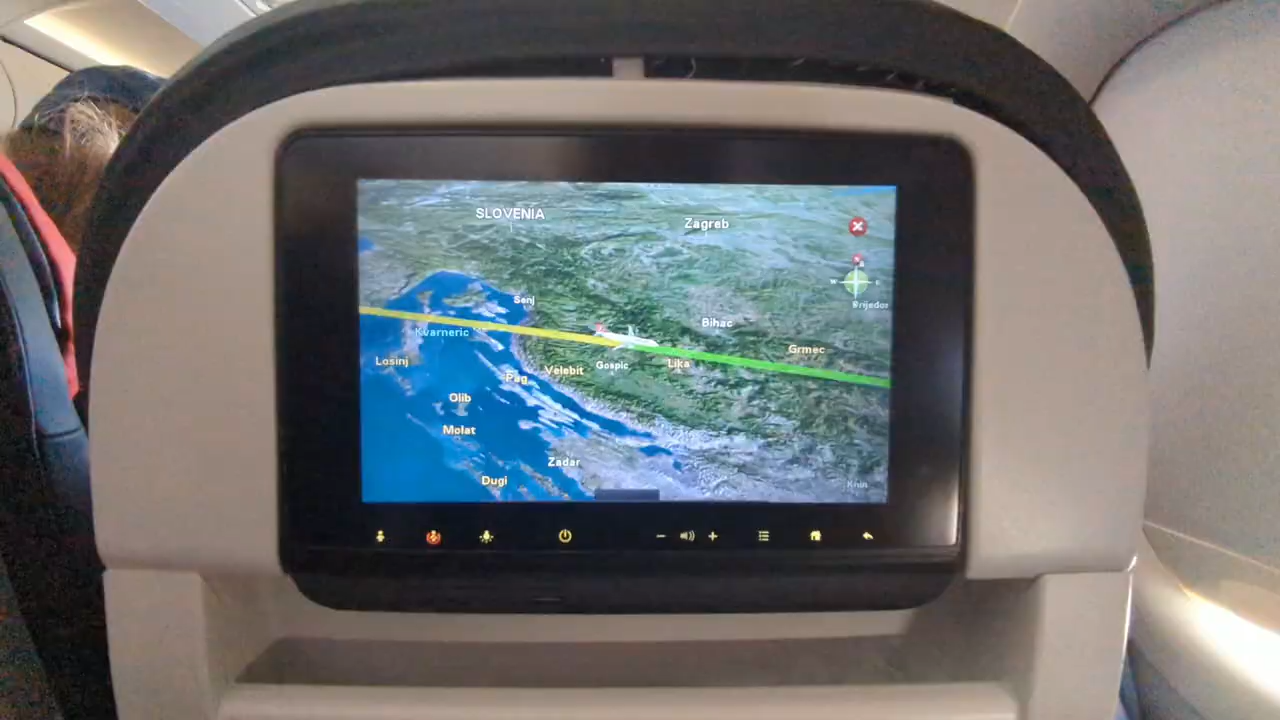 SLOVENIA
Zagreb
N
W
E
Prijedor
Senj
Kvarneric
Bihac
Grmec
Losinj
Velebit
Gospic
Lika
Pag
Olib
Molat
Zadar
Dugi
Knin